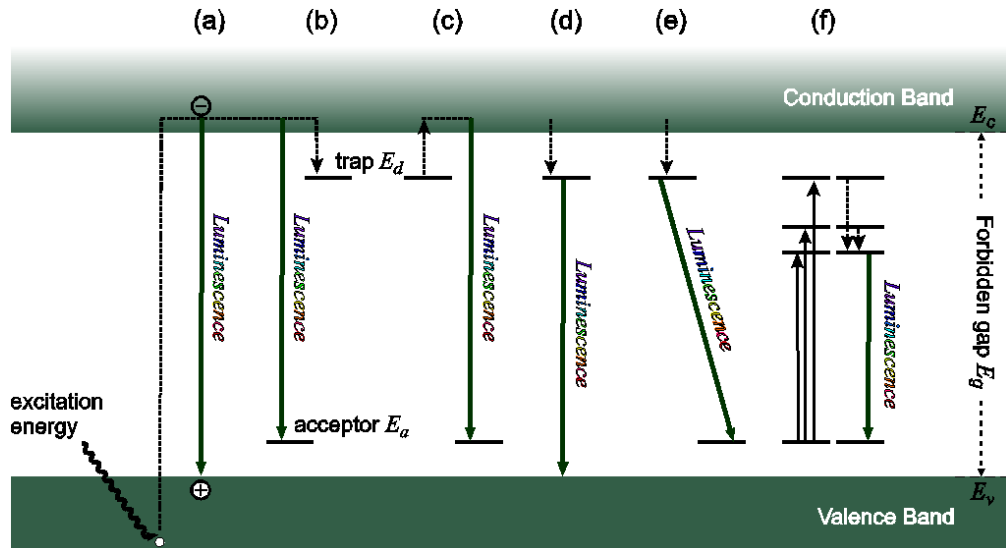 (a) (b) (c) (d) (e) (f)
Conduction Band
E_c
trap E_d
Luminescence
Luminescence
Luminescence
Luminescence
Luminescence
Luminescence
Forbidden gap E_g
excitation
energy
acceptor E_a
E_v
Valence Band